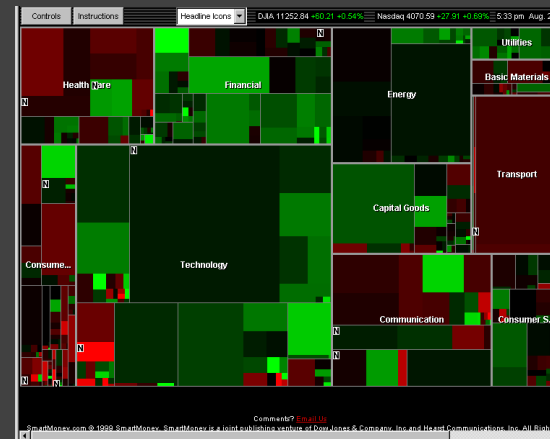 Controls Instructions Headline Icons DJIA 11252.84 +60.21 +0.54% Nasdaq 4070.59 +27.91 +0.69% 5:33 pm Aug. 2
N
Utilities
Health Care N Financial
Basic Materials
Energy
N
N
Transport
N
Capital Goods
N
Consume... Technology
Communication Consumer S.
N
N N
N N
Comments? Email Us
SmartMoney.com © 1999 SmartMoney. SmartMoney is a joint publishing venture of Dow Jones & Company, Inc. and Hearst Communications, Inc. All Righ